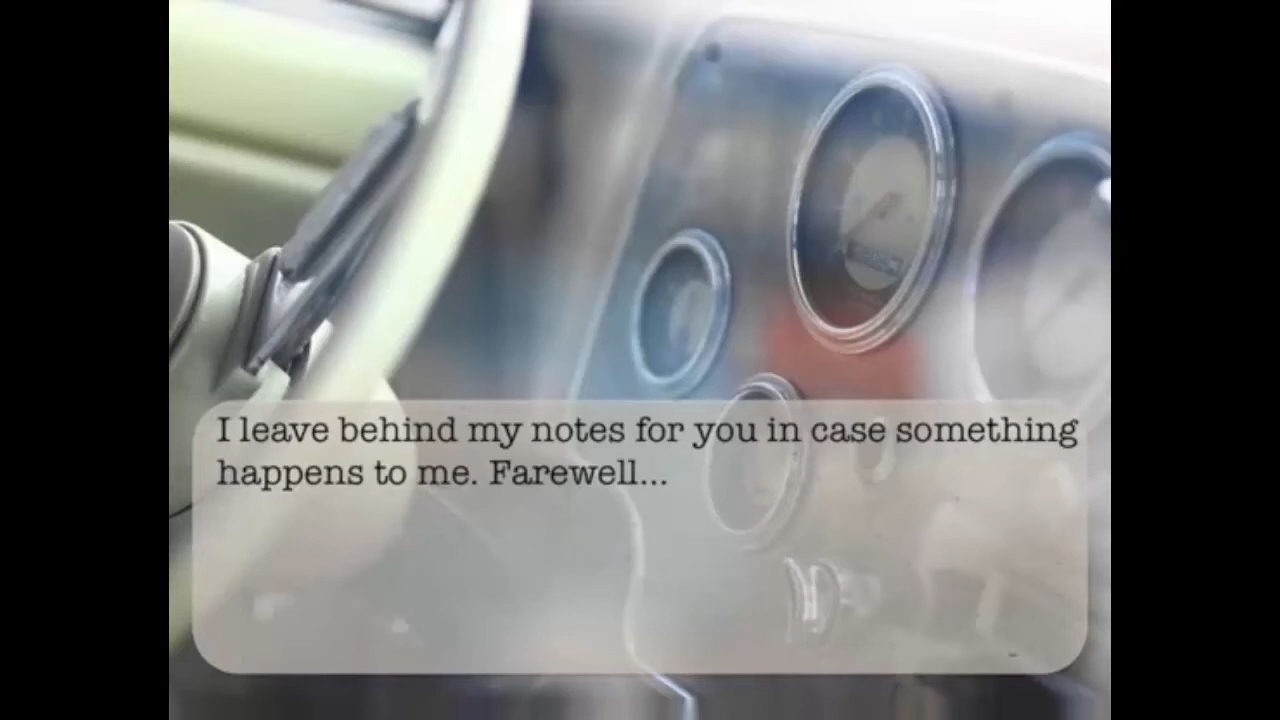 I leave behind my notes for you in case something
happens to me. Farewell...